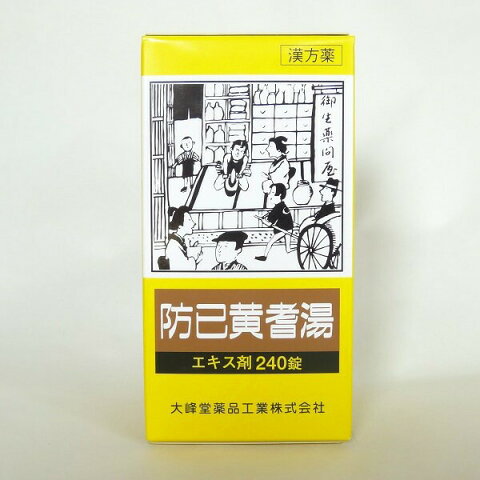 漢方薬
御生薬問屋
防已黄耆湯
エキス剤 240錠
大峰堂薬品工業株式会社